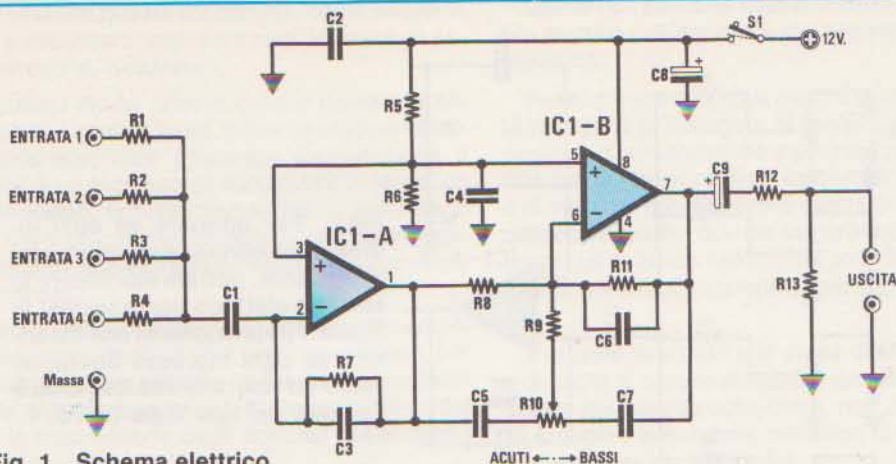 C2
S1
12V.
C8
+
R5
IC1-B
ENTRATA 1
R1
ENTRATA 2
R2
ENTRATA 3
R3
ENTRATA 4
R4
C1
R6
C4
5
+
8
7
6
−
4
C9
+
R12
IC1-A
3
+
1
2
−
R8
R11
C6
R9
R13
USCITA
R7
C3
C5
R10
C7
Massa
ACUTI ← · → BASSI
Fig. 1 Schema elettrico